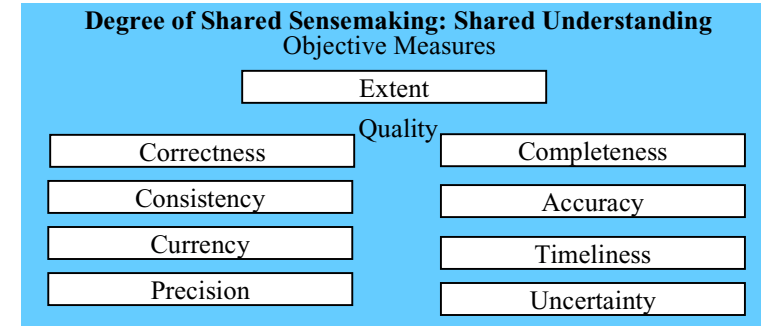 Degree of Shared Sensemaking: Shared Understanding
Objective Measures
Extent
Quality
Correctness
Completeness
Consistency
Accuracy
Currency
Timeliness
Precision
Uncertainty